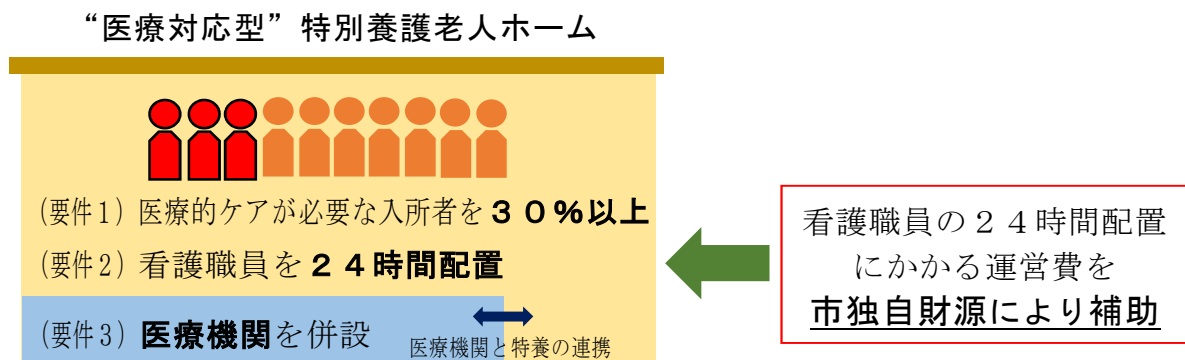 “医療対応型”特別養護老人ホーム
(要件1) 医療的ケアが必要な入所者を３０％以上
(要件2) 看護職員を２４時間配置
(要件3) 医療機関を併設
医療機関と特養の連携
看護職員の２４時間配置
にかかる運営費を
市独自財源により補助